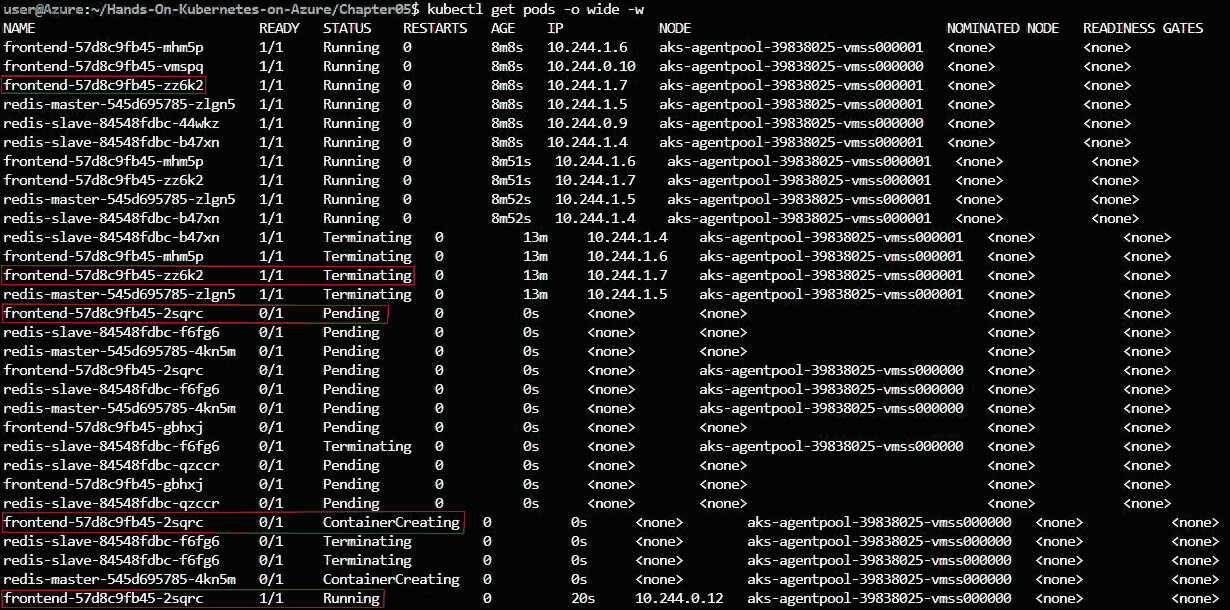 user@Azure:~/Hands-On-Kubernetes-on-Azure/Chapter05$ kubectl get pods -o wide -w
NAME READY STATUS RESTARTS AGE IP NODE NOMINATED NODE READINESS GATES
frontend-57d8c9fb45-mhm5p 1/1 Running 0 8m8s 10.244.1.6 aks-agentpool-39838025-vmss000001 <none> <none>
frontend-57d8c9fb45-vmspq 1/1 Running 0 8m8s 10.244.0.10 aks-agentpool-39838025-vmss000000 <none> <none>
frontend-57d8c9fb45-zz6k2 1/1 Running 0 8m8s 10.244.1.7 aks-agentpool-39838025-vmss000001 <none> <none>
redis-master-545d695785-zlgn5 1/1 Running 0 8m8s 10.244.1.5 aks-agentpool-39838025-vmss000001 <none> <none>
redis-slave-84548fdbc-44wkz 1/1 Running 0 8m8s 10.244.0.9 aks-agentpool-39838025-vmss000000 <none> <none>
redis-slave-84548fdbc-b47xn 1/1 Running 0 8m8s 10.244.1.4 aks-agentpool-39838025-vmss000001 <none> <none>
frontend-57d8c9fb45-mhm5p 1/1 Running 0 8m51s 10.244.1.6 aks-agentpool-39838025-vmss000001 <none> <none>
frontend-57d8c9fb45-zz6k2 1/1 Running 0 8m51s 10.244.1.7 aks-agentpool-39838025-vmss000001 <none> <none>
redis-master-545d695785-zlgn5 1/1 Running 0 8m52s 10.244.1.5 aks-agentpool-39838025-vmss000001 <none> <none>
redis-slave-84548fdbc-b47xn 1/1 Running 0 8m52s 10.244.1.4 aks-agentpool-39838025-vmss000001 <none> <none>
redis-slave-84548fdbc-b47xn 1/1 Terminating 0 13m 10.244.1.4 aks-agentpool-39838025-vmss000001 <none> <none>
frontend-57d8c9fb45-mhm5p 1/1 Terminating 0 13m 10.244.1.6 aks-agentpool-39838025-vmss000001 <none> <none>
frontend-57d8c9fb45-zz6k2 1/1 Terminating 0 13m 10.244.1.7 aks-agentpool-39838025-vmss000001 <none> <none>
redis-master-545d695785-zlgn5 1/1 Terminating 0 13m 10.244.1.5 aks-agentpool-39838025-vmss000001 <none> <none>
frontend-57d8c9fb45-2sqrc 0/1 Pending 0 0s <none> <none> <none> <none>
redis-slave-84548fdbc-f6fg6 0/1 Pending 0 0s <none> <none> <none> <none>
redis-master-545d695785-4kn5m 0/1 Pending 0 0s <none> <none> <none> <none>
frontend-57d8c9fb45-2sqrc 0/1 Pending 0 0s <none> aks-agentpool-39838025-vmss000000 <none> <none>
redis-slave-84548fdbc-f6fg6 0/1 Pending 0 0s <none> aks-agentpool-39838025-vmss000000 <none> <none>
redis-master-545d695785-4kn5m 0/1 Pending 0 0s <none> aks-agentpool-39838025-vmss000000 <none> <none>
frontend-57d8c9fb45-gbhxj 0/1 Pending 0 0s <none> <none> <none> <none>
redis-slave-84548fdbc-f6fg6 0/1 Terminating 0 0s <none> aks-agentpool-39838025-vmss000000 <none> <none>
redis-slave-84548fdbc-qzccr 0/1 Pending 0 0s <none> <none> <none> <none>
frontend-57d8c9fb45-gbhxj 0/1 Pending 0 0s <none> <none> <none> <none>
redis-slave-84548fdbc-qzccr 0/1 Pending 0 0s <none> <none> <none> <none>
frontend-57d8c9fb45-2sqrc 0/1 ContainerCreating 0 0s <none> aks-agentpool-39838025-vmss000000 <none> <none>
redis-slave-84548fdbc-f6fg6 0/1 Terminating 0 0s <none> aks-agentpool-39838025-vmss000000 <none> <none>
redis-slave-84548fdbc-f6fg6 0/1 Terminating 0 0s <none> aks-agentpool-39838025-vmss000000 <none> <none>
redis-master-545d695785-4kn5m 0/1 ContainerCreating 0 0s <none> aks-agentpool-39838025-vmss000000 <none> <none>
frontend-57d8c9fb45-2sqrc 1/1 Running 0 20s 10.244.0.12 aks-agentpool-39838025-vmss000000 <none> <none>